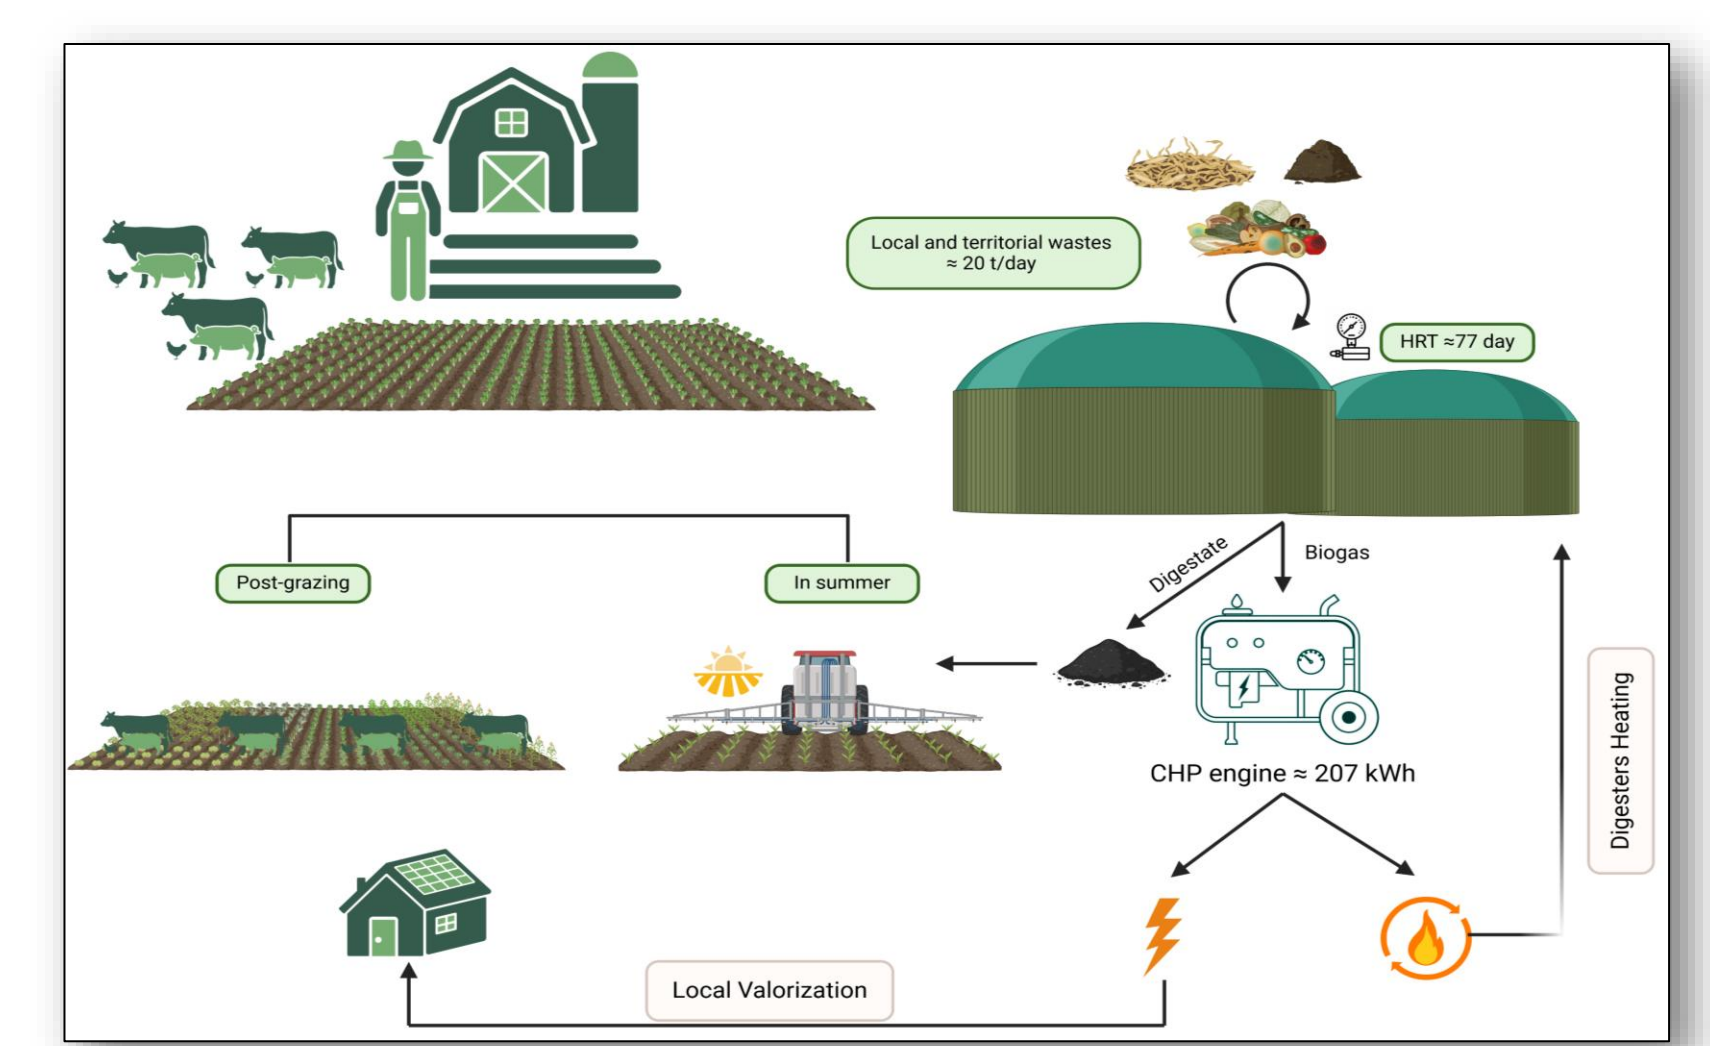 Local and territorial wastes
≈ 20 t/day
HRT ≈77 day
Post-grazing
In summer
Digestate
Biogas
CHP engine ≈ 207 kWh
Digesters Heating
Local Valorization